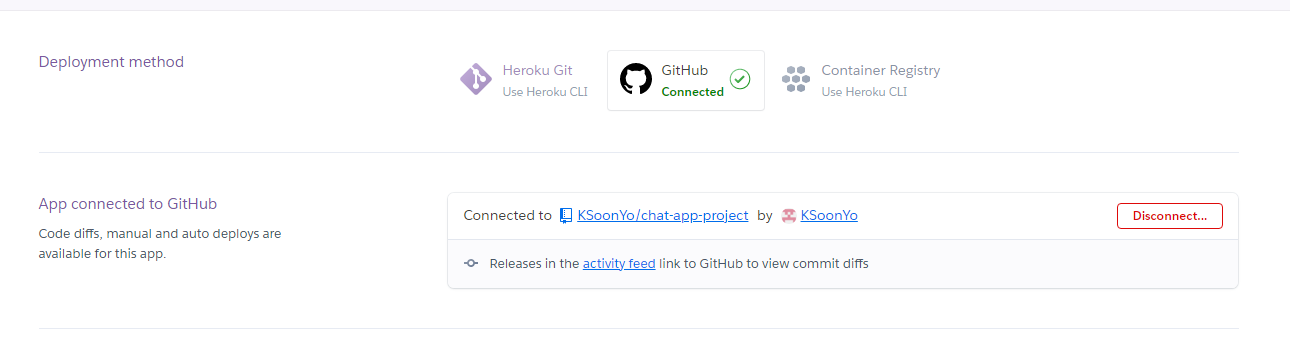 Deployment method
Heroku Git
Use Heroku CLI
GitHub
Connected
Container Registry
Use Heroku CLI
App connected to GitHub
Code diffs, manual and auto deploys are
available for this app.
Connected to KSoonYo/chat-app-project by KSoonYo
Disconnect...
Releases in the activity feed link to GitHub to view commit diffs